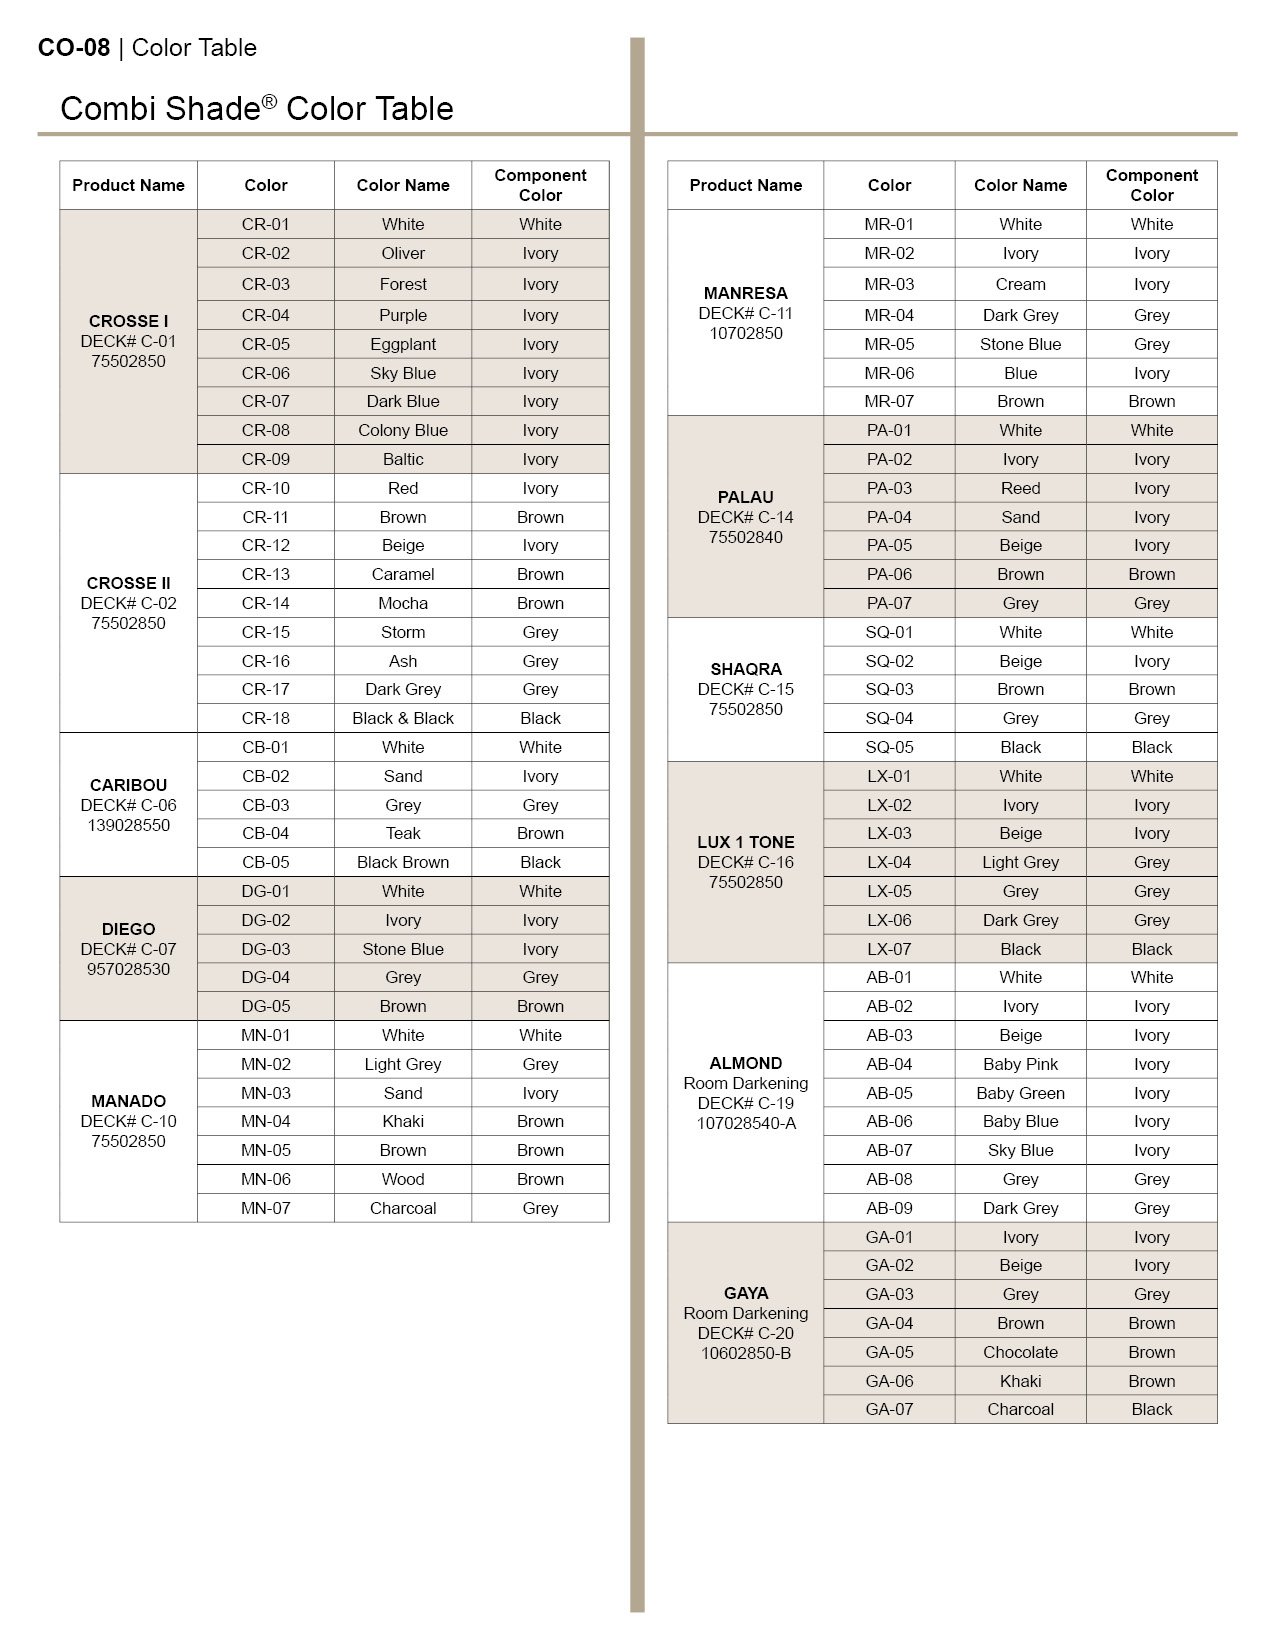 CO-08 | Color Table
Combi Shade® Color Table
Product Name Color Color Name Component Color
CROSSE I
DECK# C-01
75502850
CR-01 White White
CR-02 Oliver Ivory
CR-03 Forest Ivory
CR-04 Purple Ivory
CR-05 Eggplant Ivory
CR-06 Sky Blue Ivory
CR-07 Dark Blue Ivory
CR-08 Colony Blue Ivory
CR-09 Baltic Ivory
CROSSE II
DECK# C-02
75502850
CR-10 Red Ivory
CR-11 Brown Brown
CR-12 Beige Ivory
CR-13 Caramel Brown
CR-14 Mocha Brown
CR-15 Storm Grey
CR-16 Ash Grey
CR-17 Dark Grey Grey
CR-18 Black & Black Black
CARIBOU
DECK# C-06
139028550
CB-01 White White
CB-02 Sand Ivory
CB-03 Grey Grey
CB-04 Teak Brown
CB-05 Black Brown Black
DIEGO
DECK# C-07
957028530
DG-01 White White
DG-02 Ivory Ivory
DG-03 Stone Blue Ivory
DG-04 Grey Grey
DG-05 Brown Brown
MANADO
DECK# C-10
75502850
MN-01 White White
MN-02 Light Grey Grey
MN-03 Sand Ivory
MN-04 Khaki Brown
MN-05 Brown Brown
MN-06 Wood Brown
MN-07 Charcoal Grey
Product Name Color Color Name Component Color
MANRESA
DECK# C-11
10702850
MR-01 White White
MR-02 Ivory Ivory
MR-03 Cream Ivory
MR-04 Dark Grey Grey
MR-05 Stone Blue Grey
MR-06 Blue Ivory
MR-07 Brown Brown
PALAU
DECK# C-14
75502840
PA-01 White White
PA-02 Ivory Ivory
PA-03 Reed Ivory
PA-04 Sand Ivory
PA-05 Beige Ivory
PA-06 Brown Brown
PA-07 Grey Grey
SHAQRA
DECK# C-15
75502850
SQ-01 White White
SQ-02 Beige Ivory
SQ-03 Brown Brown
SQ-04 Grey Grey
SQ-05 Black Black
LUX 1 TONE
DECK# C-16
75502850
LX-01 White White
LX-02 Ivory Ivory
LX-03 Beige Ivory
LX-04 Light Grey Grey
LX-05 Grey Grey
LX-06 Dark Grey Grey
LX-07 Black Black
ALMOND
Room Darkening
DECK# C-19
107028540-A
AB-01 White White
AB-02 Ivory Ivory
AB-03 Beige Ivory
AB-04 Baby Pink Ivory
AB-05 Baby Green Ivory
AB-06 Baby Blue Ivory
AB-07 Sky Blue Ivory
AB-08 Grey Grey
AB-09 Dark Grey Grey
GAYA
Room Darkening
DECK# C-20
10602850-B
GA-01 Ivory Ivory
GA-02 Beige Ivory
GA-03 Grey Grey
GA-04 Brown Brown
GA-05 Chocolate Brown
GA-06 Khaki Brown
GA-07 Charcoal Black